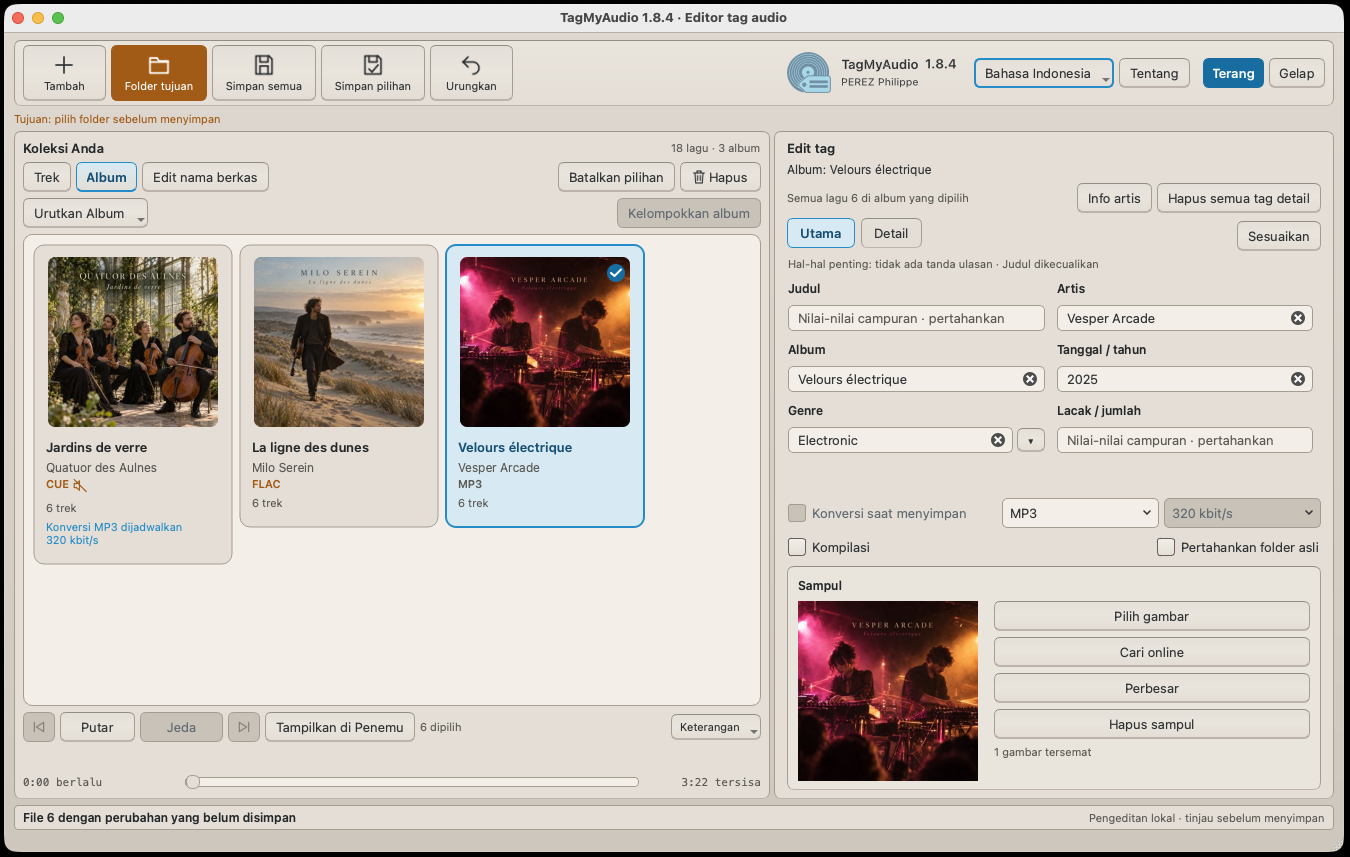 TagMyAudio 1.8.4 · Editor tag audio
Tambah
Folder tujuan
Simpan semua
Simpan pilihan
Urungkan
TagMyAudio 1.8.4
PEREZ Philippe
Bahasa Indonesia
Tentang
Terang
Gelap
Tujuan: pilih folder sebelum menyimpan
Koleksi Anda
18 lagu · 3 album
Trek
Album
Edit nama berkas
Batalkan pilihan
Hapus
Urutkan Album
Kelompokkan album
QUATUOR DES AULNES
Jardins de verre
Jardins de verre
Quatuor des Aulnes
CUE
6 trek
Konversi MP3 dijadwalkan
320 kbit/s
MILO SEREIN
La ligne des dunes
La ligne des dunes
Milo Serein
FLAC
6 trek
VESPER ARCADE
Velours électrique
Velours électrique
Vesper Arcade
MP3
6 trek
Putar
Jeda
Tampilkan di Penemu
6 dipilih
Keterangan
0:00 berlalu
3:22 tersisa
Edit tag
Album: Velours électrique
Semua lagu 6 di album yang dipilih
Info artis
Hapus semua tag detail
Utama
Detail
Sesuaikan
Hal-hal penting: tidak ada tanda ulasan · Judul dikecualikan
Judul
Artis
Nilai-nilai campuran · pertahankan
Vesper Arcade
Album
Tanggal / tahun
Velours électrique
2025
Genre
Lacak / jumlah
Electronic
Nilai-nilai campuran · pertahankan
Konversi saat menyimpan
MP3
320 kbit/s
Kompilasi
Pertahankan folder asli
Sampul
VESPER ARCADE
Velours électrique
Pilih gambar
Cari online
Perbesar
Hapus sampul
1 gambar tersemat
File 6 dengan perubahan yang belum disimpan
Pengeditan lokal · tinjau sebelum menyimpan